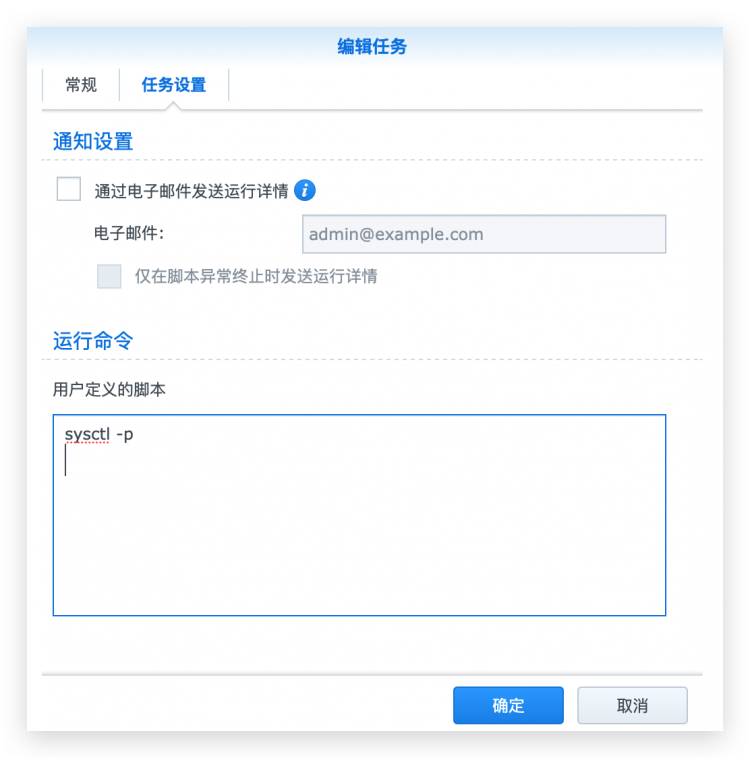 编辑任务
常规 任务设置
通知设置
通过电子邮件发送运行详情 i
电子邮件: admin@example.com
仅在脚本异常终止时发送运行详情
运行命令
用户定义的脚本
sysctl -p
确定 取消